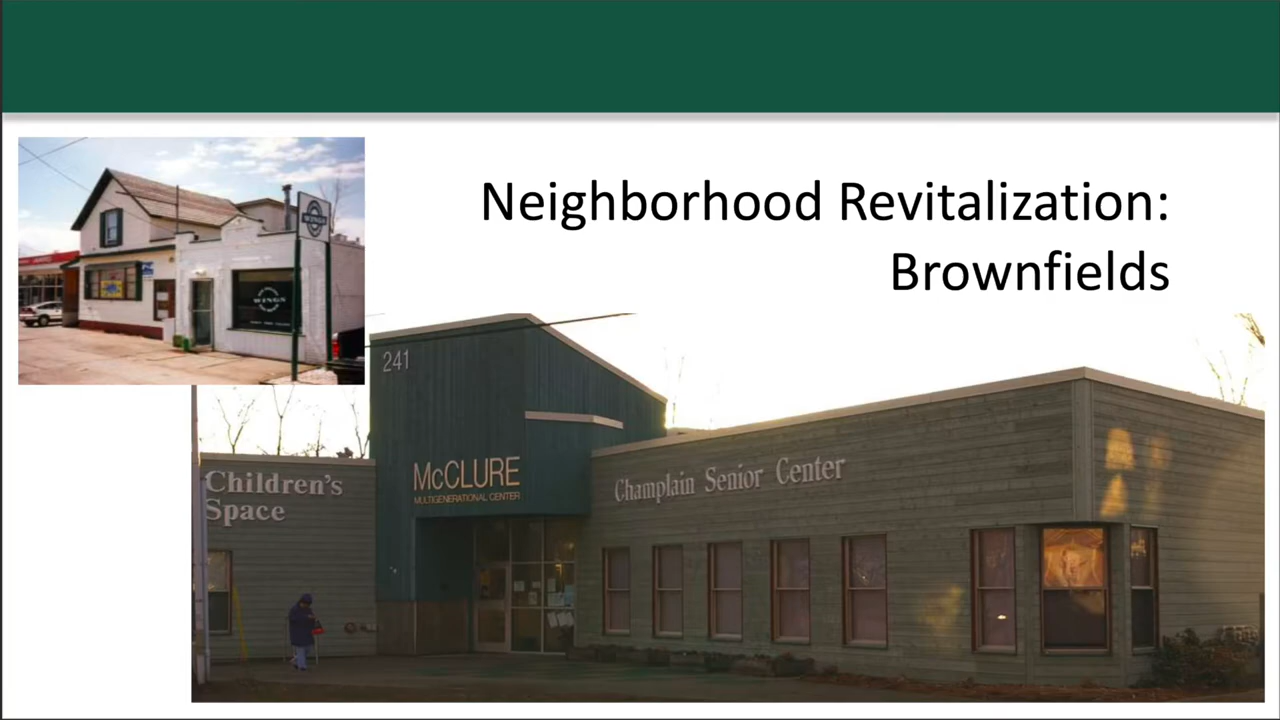 Neighborhood Revitalization:
Brownfields
WINGS
WINGS
241
McCLURE
MULTIGENERATIONAL CENTER
Champlain Senior Center
Children's
Space